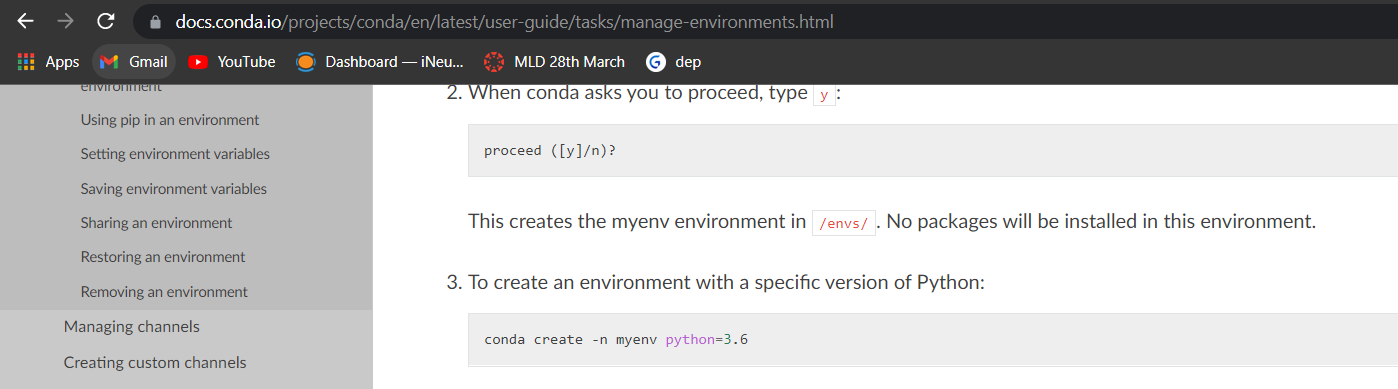 docs.conda.io/projects/conda/en/latest/user-guide/tasks/manage-environments.html
Apps Gmail YouTube Dashboard — iNeu... MLD 28th March G dep
environment
Using pip in an environment
Setting environment variables
Saving environment variables
Sharing an environment
Restoring an environment
Removing an environment
Managing channels
Creating custom channels
2. When conda asks you to proceed, type y :
proceed ([y]/n)?
This creates the myenv environment in /envs/ . No packages will be installed in this environment.
3. To create an environment with a specific version of Python:
conda create -n myenv python=3.6